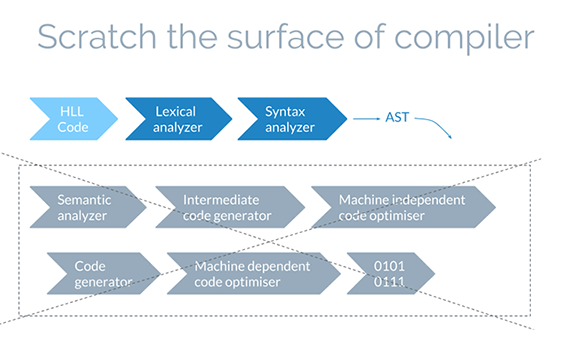 Scratch the surface of compiler
HLL
Code
Lexical
analyzer
Syntax
analyzer
AST
Semantic
analyzer
Intermediate
code generator
Machine independent
code optimiser
Code
generator
Machine dependent
code optimiser
0101
0111